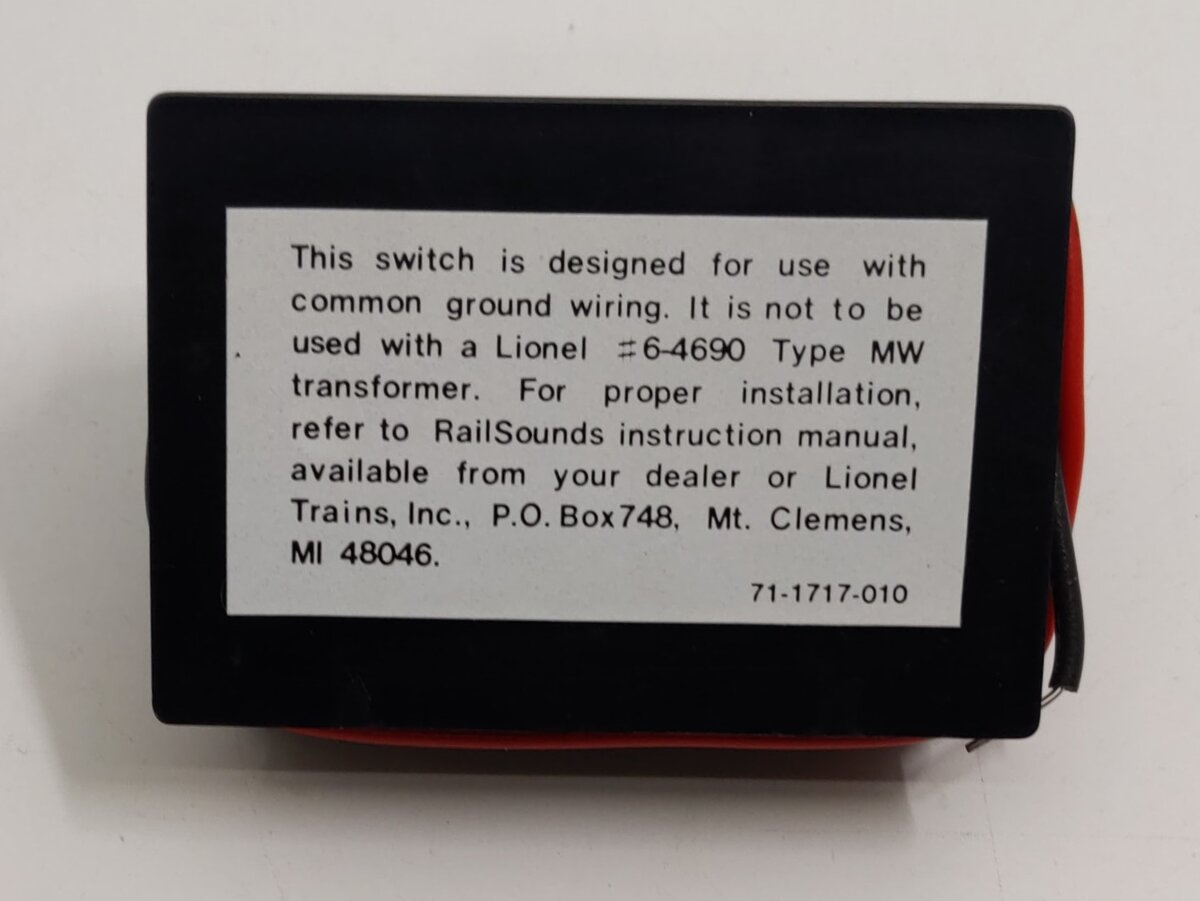 This switch is designed for use with
common ground wiring. It is not to be
used with a Lionel #6-4690 Type MW
transformer. For proper installation,
refer to RailSounds instruction manual,
available from your dealer or Lionel
Trains, Inc., P.O. Box 748, Mt. Clemens,
MI 48046.
71-1717-010